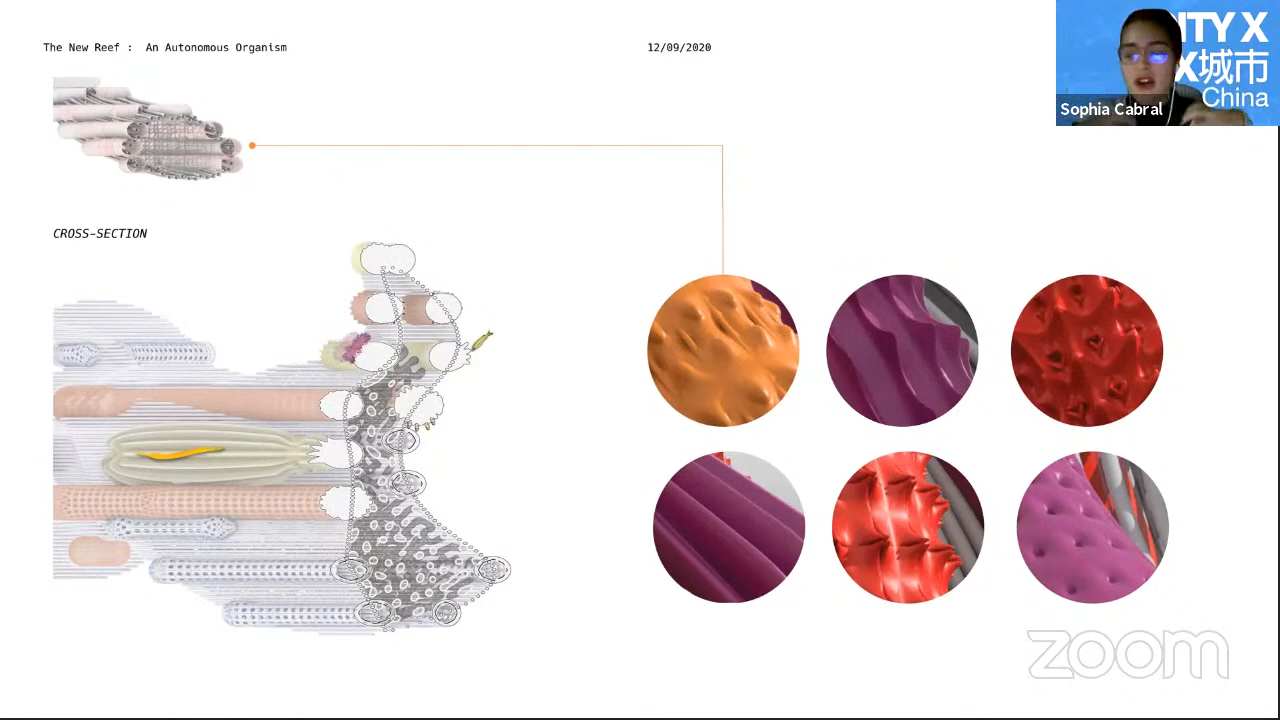 The New Reef :  An Autonomous Organism
12/09/2020
ITY X
X城市
China
Sophia Cabral
CROSS-SECTION
zoom